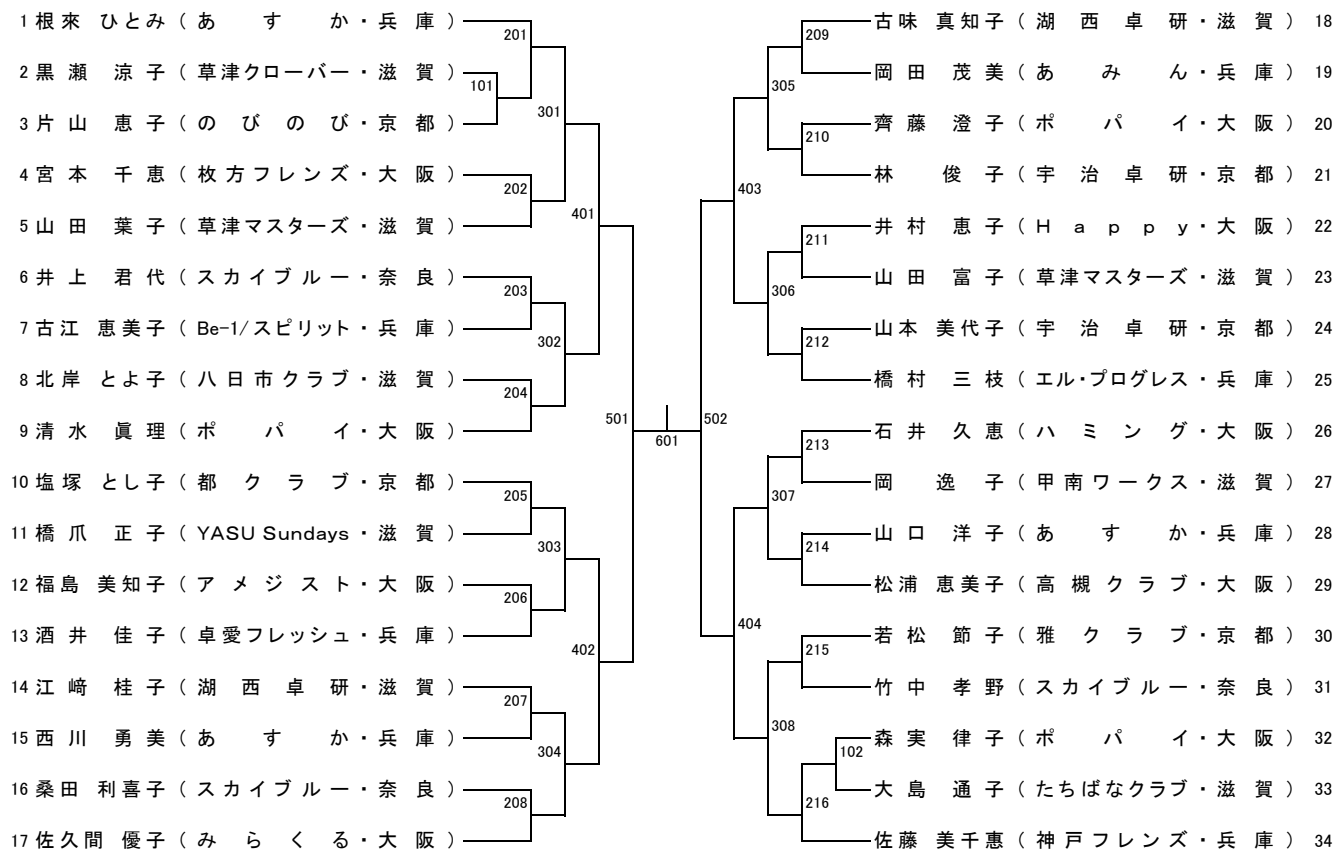 1 根來 ひとみ ( あすか・兵庫 )
201
2 黒瀬 涼子 ( 草津クローバー・滋賀 )
101
301
3 片山 恵子 ( のびのび・京都 )
4 宮本 千恵 ( 枚方フレンズ・大阪 )
202
401
5 山田 葉子 ( 草津マスターズ・滋賀 )
6 井上 君代 ( スカイブルー・奈良 )
203
7 古江 恵美子 ( Be-1/スピリット・兵庫 )
302
8 北岸 とよ子 ( 八日市クラブ・滋賀 )
204
501
9 清水 眞理 ( ポパイ・大阪 )
10 塩塚 とし子 ( 都クラブ・京都 )
205
11 橋爪 正子 ( YASU Sundays・滋賀 )
303
12 福島 美知子 ( アメジスト・大阪 )
206
13 酒井 佳子 ( 卓愛フレッシュ・兵庫 )
402
14 江﨑 桂子 ( 湖西卓研・滋賀 )
207
15 西川 勇美 ( あすか・兵庫 )
304
16 桑田 利喜子 ( スカイブルー・奈良 )
208
17 佐久間 優子 ( みらくる・大阪 )
601
古味 真知子 ( 湖西卓研・滋賀 ) 18
209
岡田 茂美 ( あみん・兵庫 ) 19
305
齊藤 澄子 ( ポパイ・大阪 ) 20
210
林 俊子 ( 宇治卓研・京都 ) 21
403
井村 恵子 ( Happy・大阪 ) 22
211
山田 富子 ( 草津マスターズ・滋賀 ) 23
306
山本 美代子 ( 宇治卓研・京都 ) 24
212
橋村 三枝 ( エル・プログレス・兵庫 ) 25
502
石井 久恵 ( ハミング・大阪 ) 26
213
岡 逸子 ( 甲南ワークス・滋賀 ) 27
307
山口 洋子 ( あすか・兵庫 ) 28
214
松浦 恵美子 ( 高槻クラブ・大阪 ) 29
404
若松 節子 ( 雅クラブ・京都 ) 30
215
竹中 孝野 ( スカイブルー・奈良 ) 31
308
森実 律子 ( ポパイ・大阪 ) 32
102
大島 通子 ( たちばなクラブ・滋賀 ) 33
216
佐藤 美千惠 ( 神戸フレンズ・兵庫 ) 34